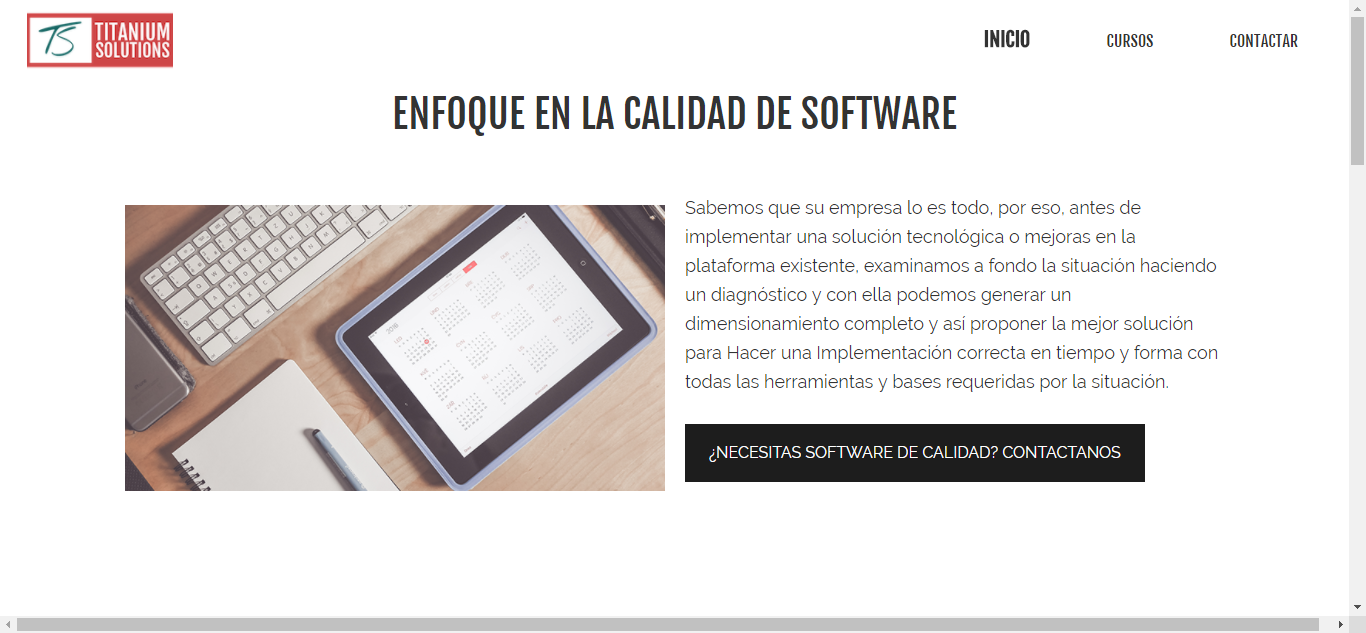 TS TITANIUM
SOLUTIONS
INICIO
CURSOS
CONTACTAR
ENFOQUE EN LA CALIDAD DE SOFTWARE
Sabemos que su empresa lo es todo, por eso, antes de
implementar una solución tecnológica o mejoras en la
plataforma existente, examinamos a fondo la situación haciendo
un diagnóstico y con ella podemos generar un
dimensionamiento completo y así proponer la mejor solución
para Hacer una Implementación correcta en tiempo y forma con
todas las herramientas y bases requeridas por la situación.
¿NECESITAS SOFTWARE DE CALIDAD? CONTACTANOS